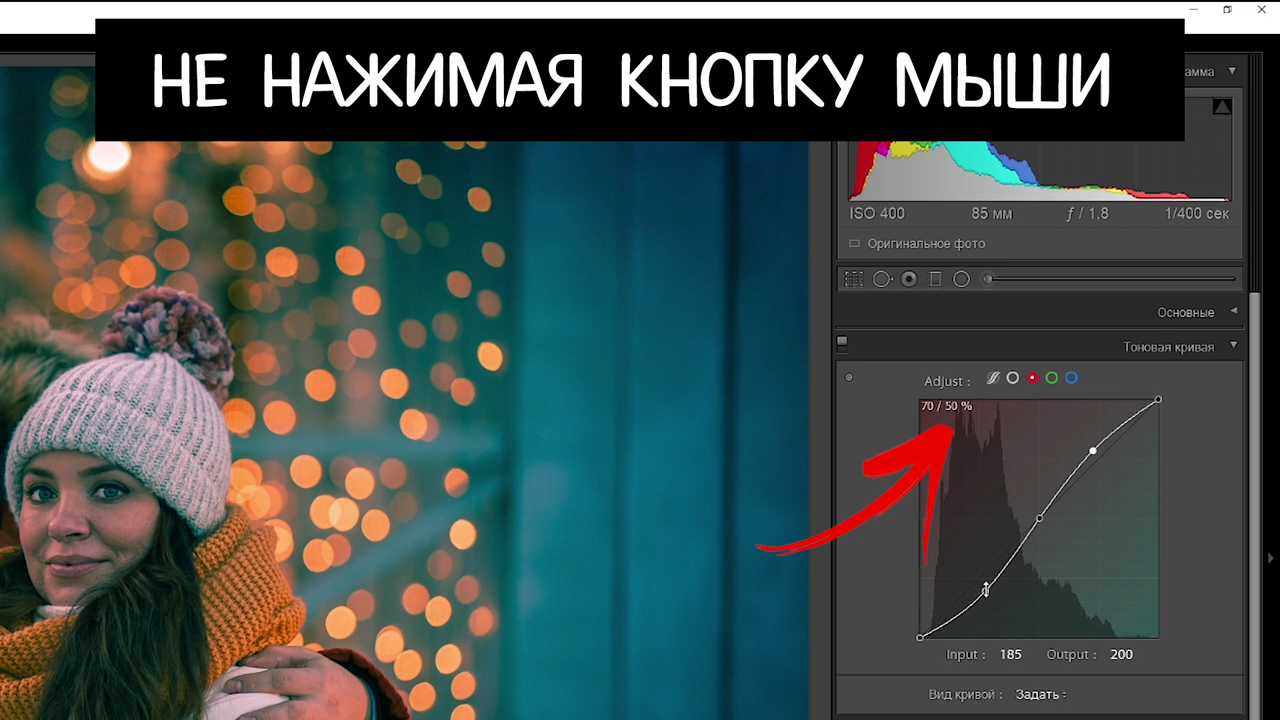 НЕ НАЖИМАЯ КНОПКУ МЫШИ
амма
ISO 400 85 мм ƒ / 1,8 1/400 сек
Оригинальное фото
Основные
Тоновая кривая
Adjust :
70 / 50 %
Input : 185 Output : 200
Вид кривой : Задать